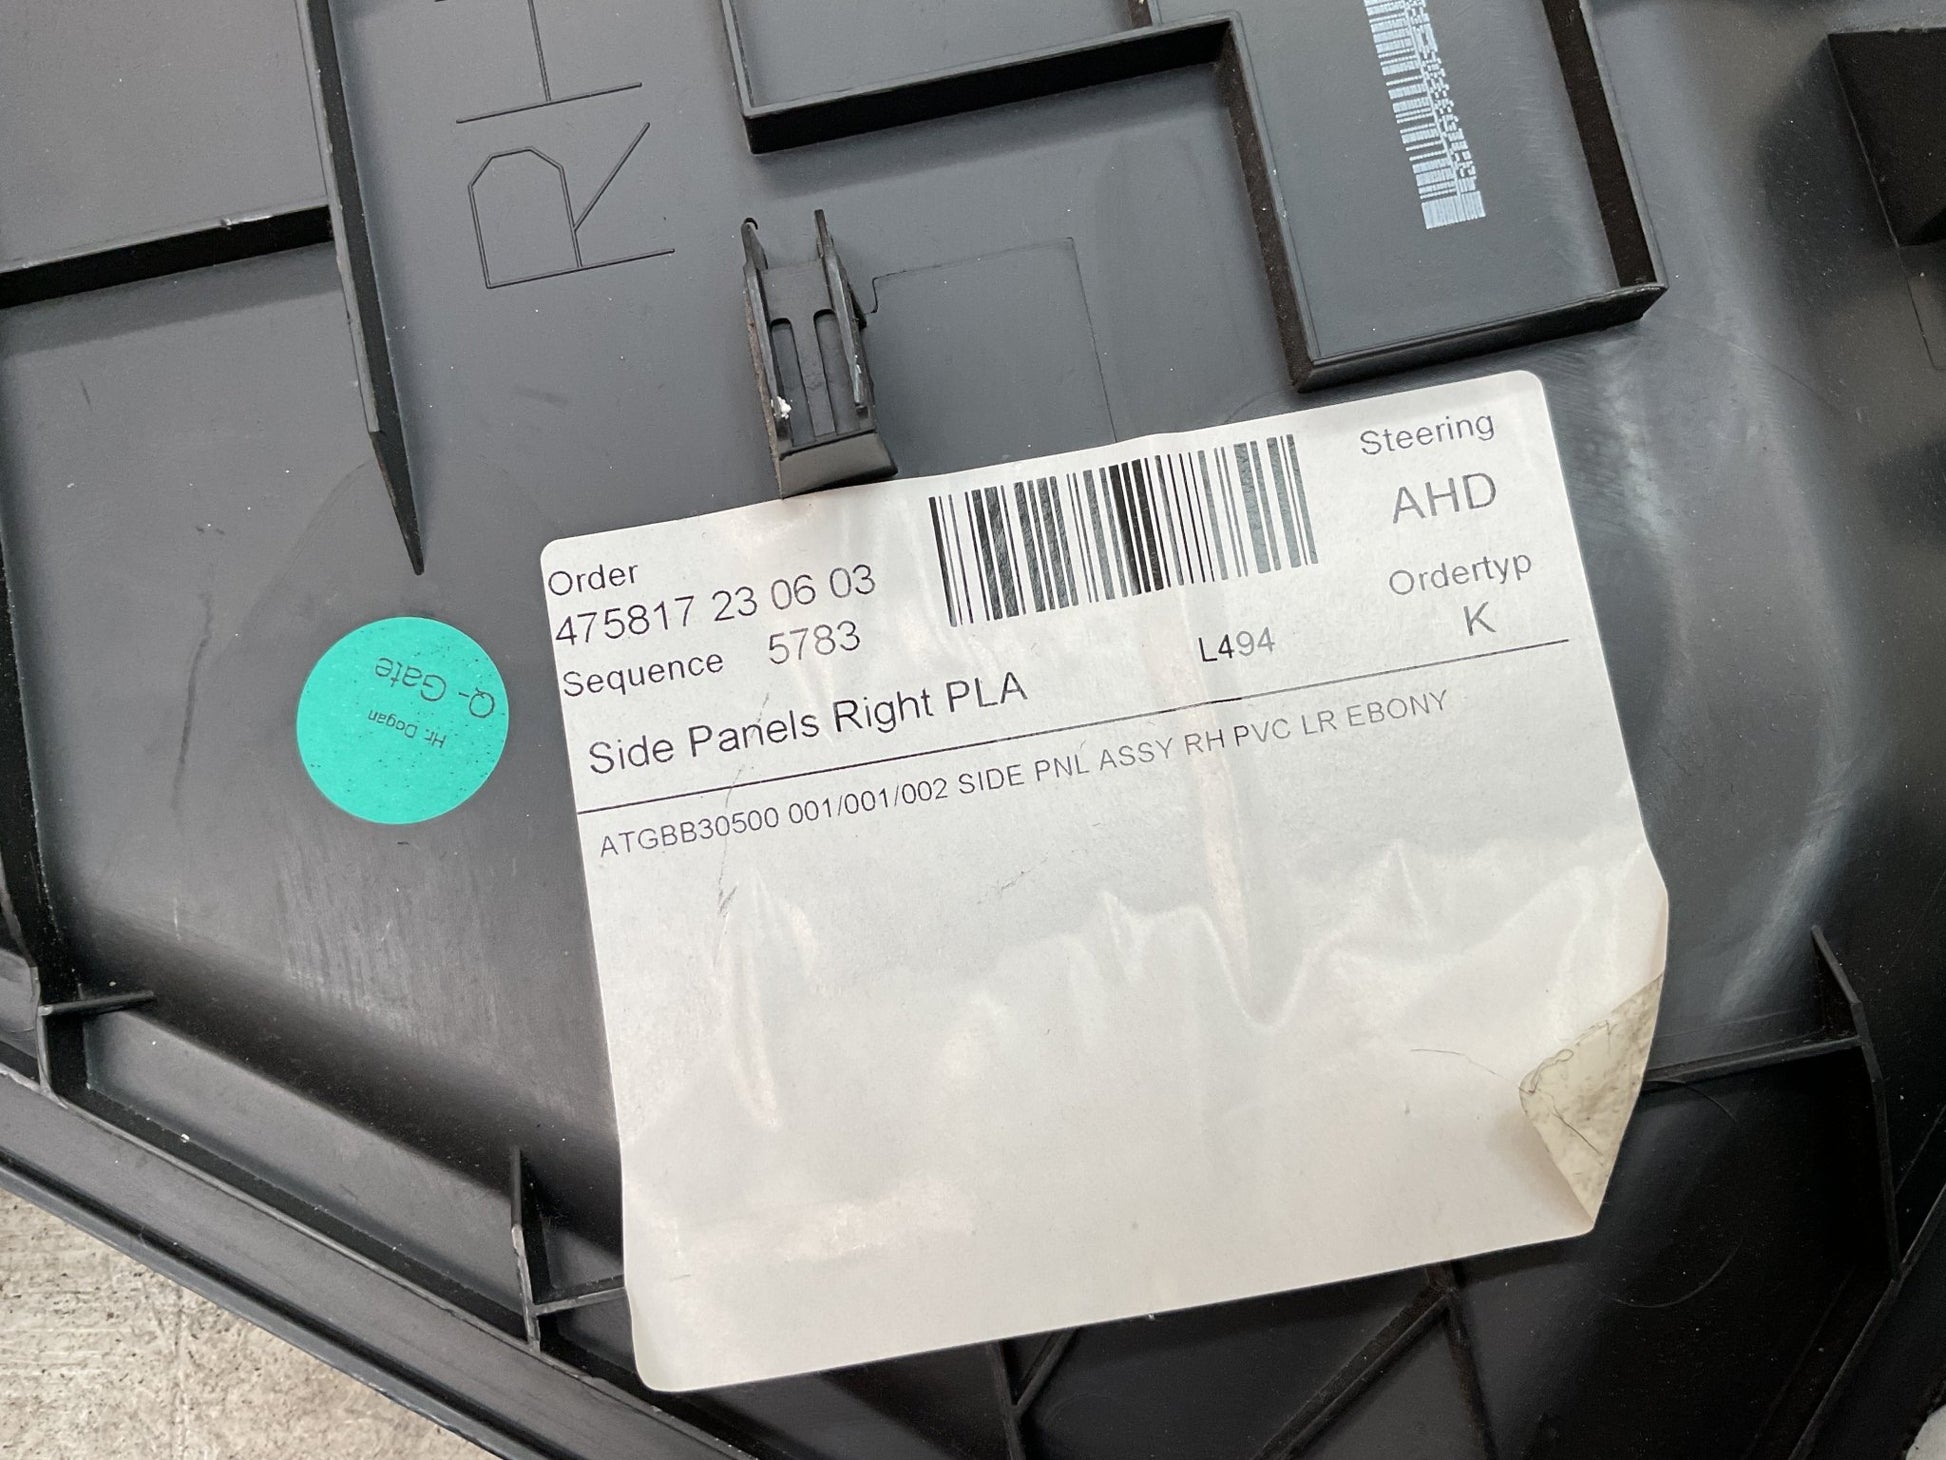 RH
Order
475817 23 06 03
Sequence 5783
Side Panels Right PLA
L494
Steering
AHD
Ordertyp
K
ATGBB30500 001/001/002 SIDE PNL ASSY RH PVC LR EBONY
Q-Gate
Hr. Dogan